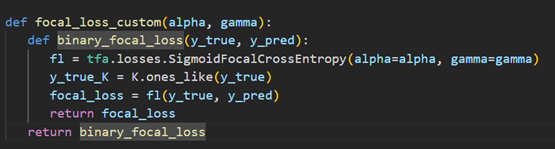 def focal_loss_custom(alpha, gamma):
def binary_focal_loss(y_true, y_pred):
fl = tfa.losses.SigmoidFocalCrossEntropy(alpha=alpha, gamma=gamma)
y_true_K = K.ones_like(y_true)
focal_loss = fl(y_true, y_pred)
return focal_loss
return binary_focal_loss